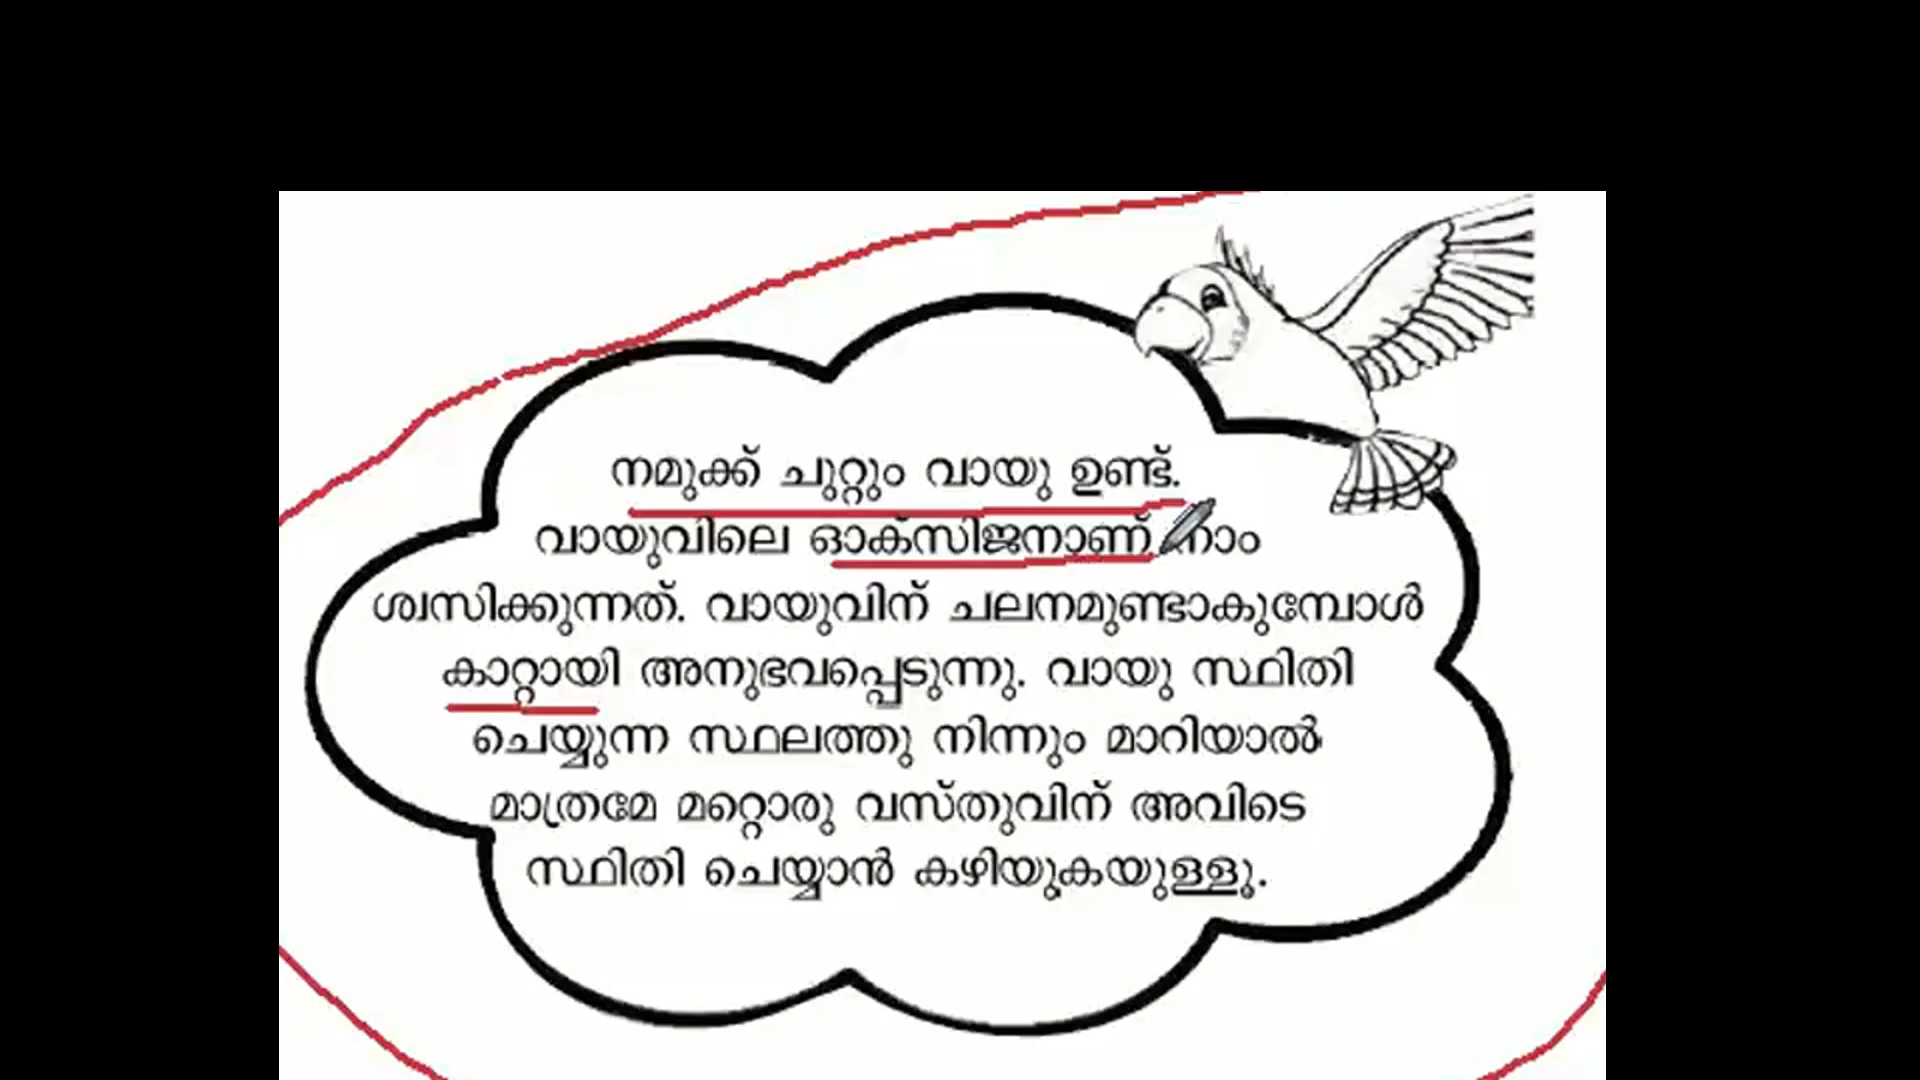 നമുക്ക് ചുറ്റും വായു ഉണ്ട്.
വായുവിലെ ഓക്സിജനാണ് നാം
ശ്വസിക്കുന്നത്. വായുവിന് ചലനമുണ്ടാകുമ്പോൾ
കാറ്റായി അനുഭവപ്പെടുന്നു. വായു സ്ഥിതി
ചെയ്യുന്ന സ്ഥലത്തു നിന്നും മാറിയാൽ
മാത്രമേ മറ്റൊരു വസ്തുവിന് അവിടെ
സ്ഥിതി ചെയ്യാൻ കഴിയുകയുള്ളൂ.